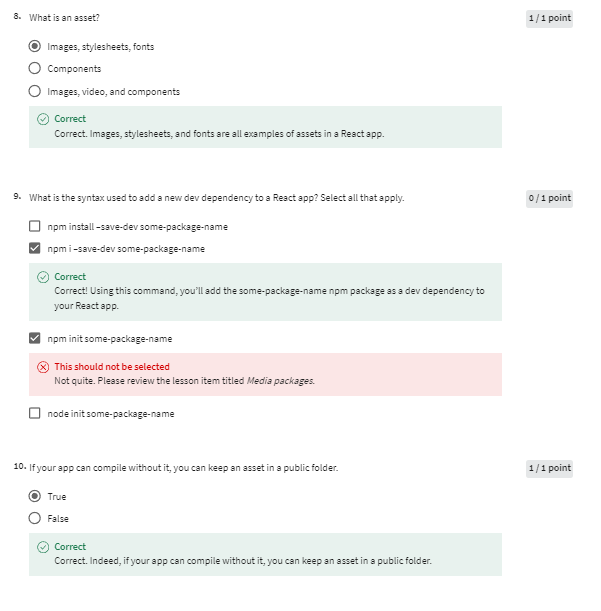 8. What is an asset?
1 / 1 point
Images, stylesheets, fonts
Components
Images, video, and components
Correct
Correct. Images, stylesheets, and fonts are all examples of assets in a React app.
9. What is the syntax used to add a new dev dependency to a React app? Select all that apply.
0 / 1 point
npm install –save-dev some-package-name
npm i –save-dev some-package-name
Correct
Correct! Using this command, you'll add the some-package-name npm package as a dev dependency to
your React app.
npm init some-package-name
This should not be selected
Not quite. Please review the lesson item titled Media packages.
node init some-package-name
10. If your app can compile without it, you can keep an asset in a public folder.
1 / 1 point
True
False
Correct
Correct. Indeed, if your app can compile without it, you can keep an asset in a public folder.